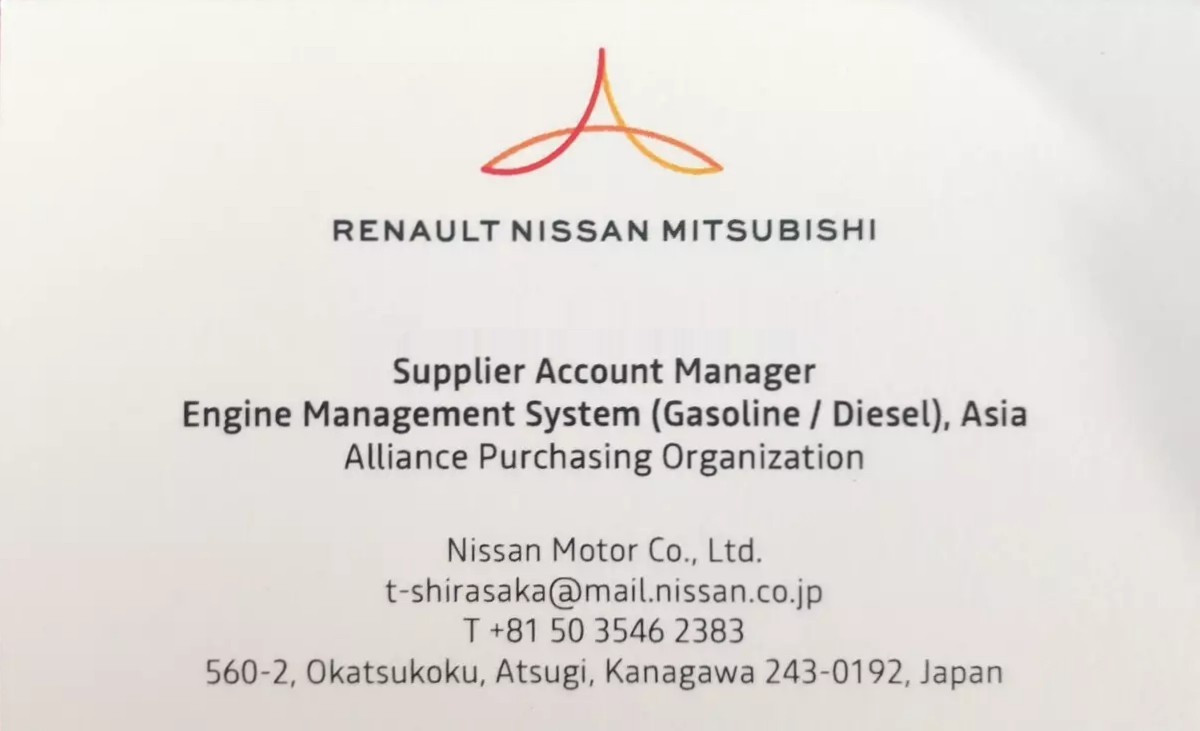 RENAULT NISSAN MITSUBISHI
Supplier Account Manager
Engine Management System (Gasoline / Diesel), Asia
Alliance Purchasing Organization
Nissan Motor Co., Ltd.
t-shirasaka@mail.nissan.co.jp
T +81 50 3546 2383
560-2, Okatsukoku, Atsugi, Kanagawa 243-0192, Japan